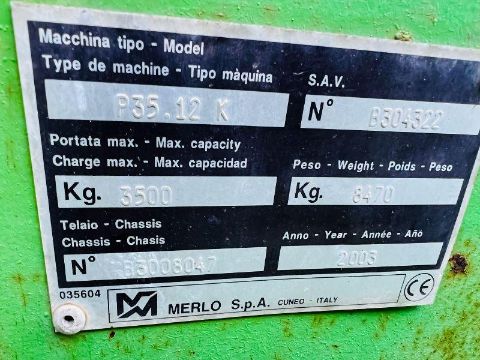 Macchina tipo - Model
Type de machine - Tipo màquina
S.A.V.
P35.12 K
N° B304322
Portata max. - Max. capacity
Charge max. - Max. capacidad
Peso - Weight - Poids - Peso
Kg. 3500
Kg. 8470
Telaio - Chassis
Chassis - Chasis
Anno - Year - Année - Añó
N° B3008047
2003
035604
MERLO S.p.A. CUNEO - ITALY
CE